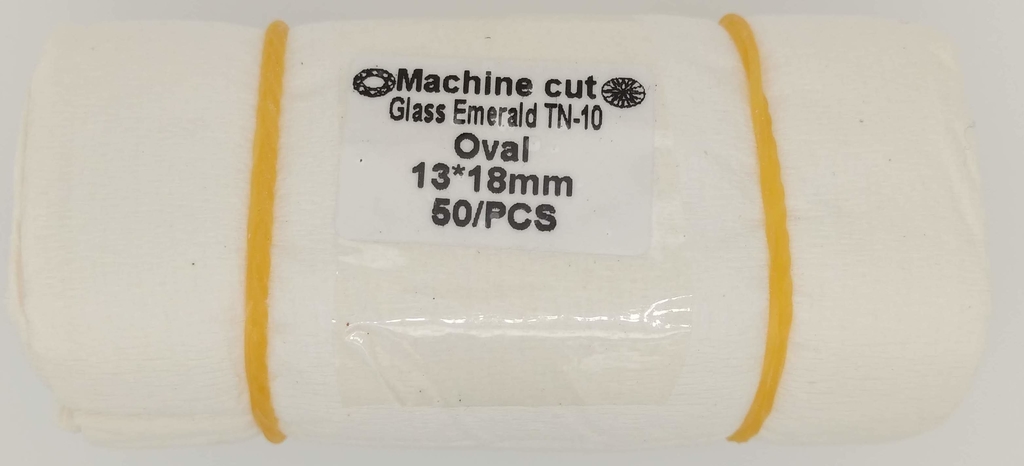 Machine cut
Glass Emerald TN-10
Oval
13*18mm
50/PCS